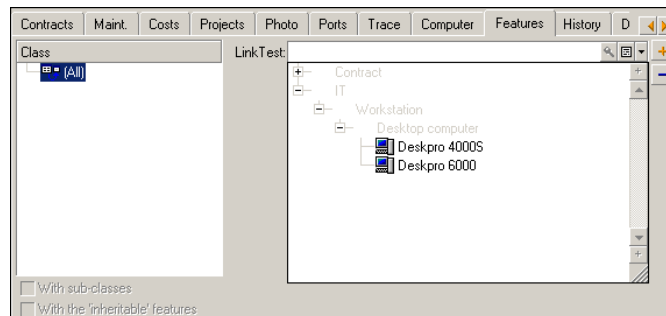 Contracts Maint. Costs Projects Photo Ports Trace Computer Features History D
Class
LinkTest:
(All)
Contract
IT
Workstation
Desktop computer
Deskpro 4000S
Deskpro 6000
With sub-classes
With the 'inheritable' features